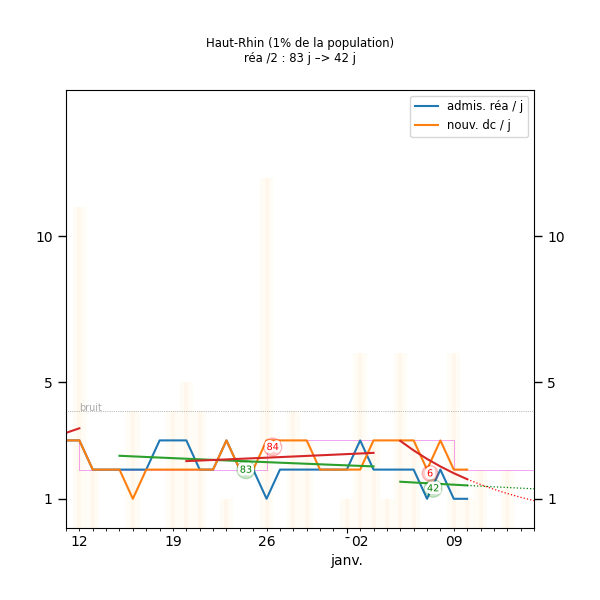 Haut-Rhin (1% de la population)
réa /2 : 83 j –> 42 j
admis. réa / j
nouv. dc / j
10
10
5
5
bruit
84
83
6
42
1
1
12
19
26
02
09
janv.